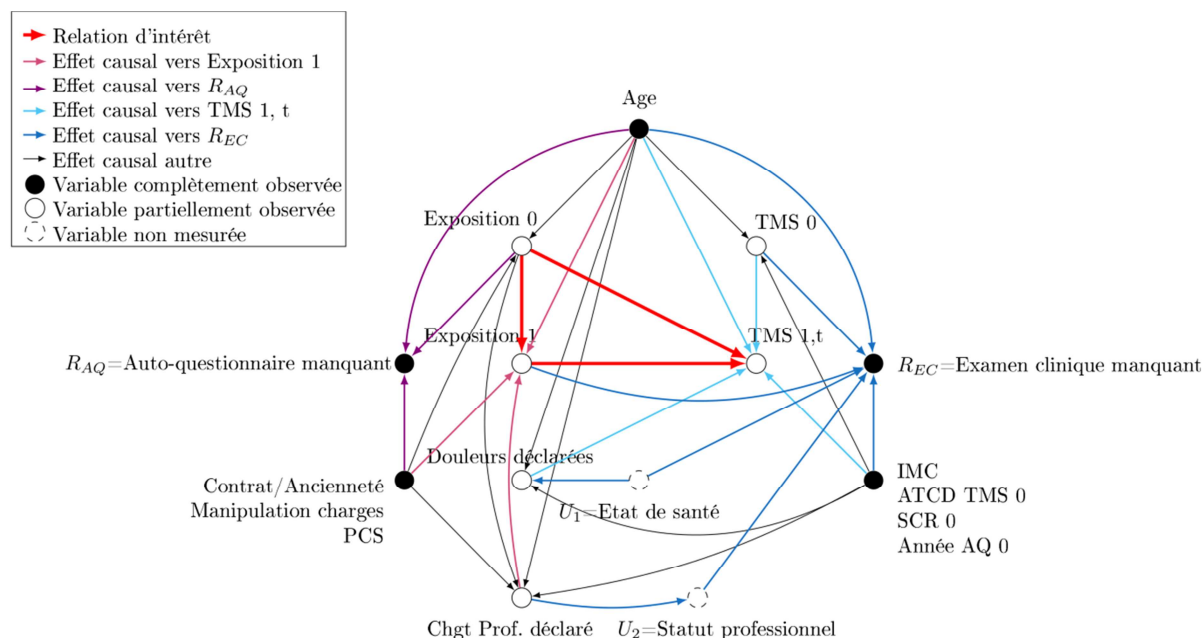 Relation d'intérêt
Effet causal vers Exposition 1
Effet causal vers R_AQ
Effet causal vers TMS 1, t
Effet causal vers R_EC
Effet causal autre
Variable complètement observée
Variable partiellement observée
Variable non mesurée
Age
Exposition 0
TMS 0
Exposition 1
TMS 1,t
R_AQ=Auto-questionnaire manquant
R_EC=Examen clinique manquant
Douleurs déclarées
Contrat/Ancienneté
Manipulation charges
PCS
U_1=Etat de santé
IMC
ATCD TMS 0
SCR 0
Année AQ 0
Chgt Prof. déclaré
U_2=Statut professionnel